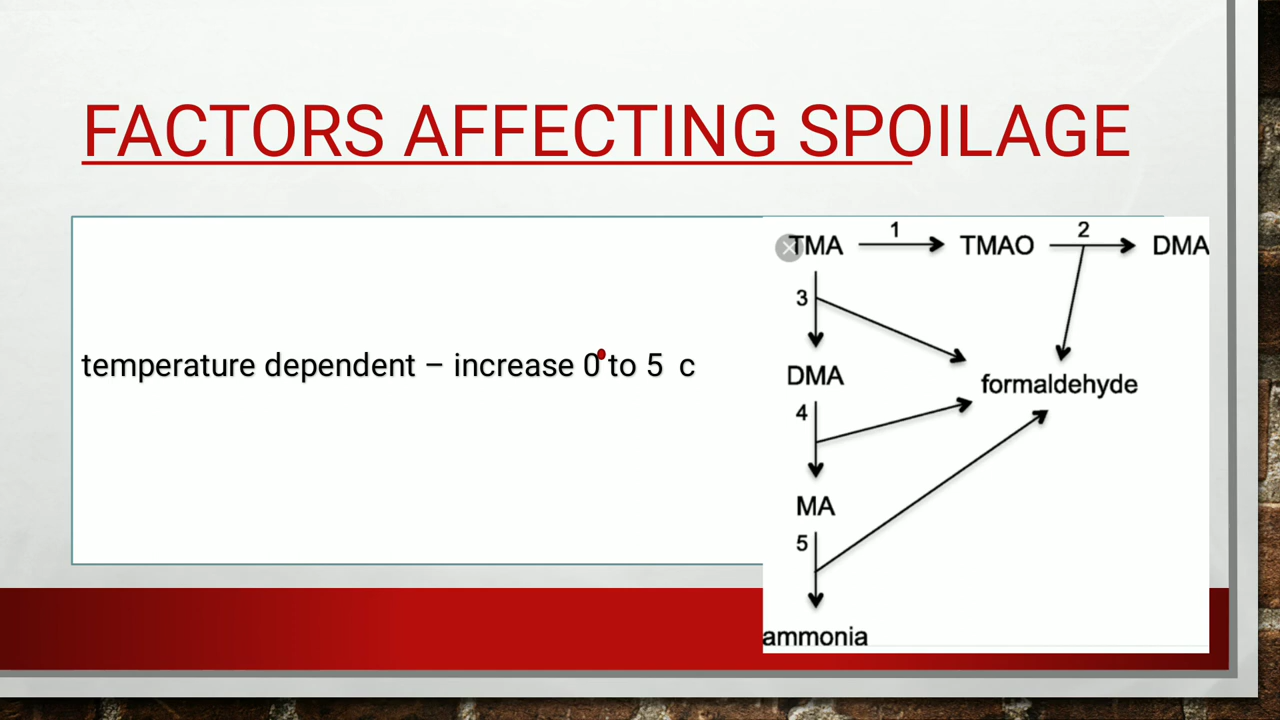 FACTORS AFFECTING SPOILAGE
temperature dependent – increase 0 to 5 c
TMA 1 TMAO 2 DMA
3
DMA
formaldehyde
4
MA
5
ammonia